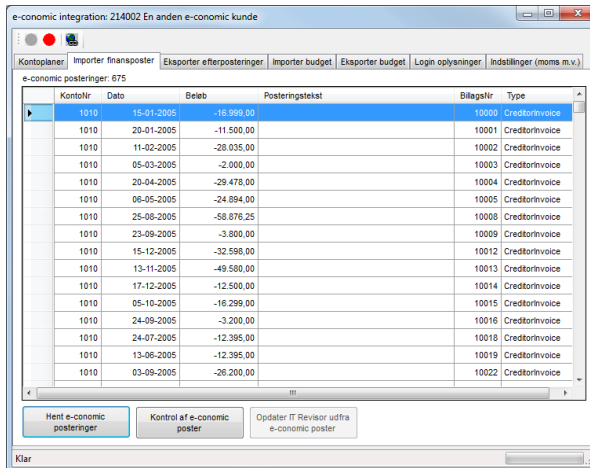 e-conomic integration: 214002 En anden e-conomic kunde
Kontoplaner Importer finansposter Eksporter efterposteringer Importer budget Eksporter budget Login oplysninger Indstillinger (moms m.v.)
e-conomic posteringer: 675
KontoNr Dato Beløb Posteringstekst BillagsNr Type
1010 15-01-2005 -16.999,00 10000 CreditorInvoice
1010 20-01-2005 -11.500,00 10001 CreditorInvoice
1010 11-02-2005 -28.035,00 10002 CreditorInvoice
1010 05-03-2005 -2.000,00 10003 CreditorInvoice
1010 20-04-2005 -29.478,00 10004 CreditorInvoice
1010 06-05-2005 -24.894,00 10005 CreditorInvoice
1010 25-08-2005 -58.876,25 10008 CreditorInvoice
1010 23-09-2005 -3.800,00 10009 CreditorInvoice
1010 15-12-2005 -32.598,00 10012 CreditorInvoice
1010 13-11-2005 -49.580,00 10013 CreditorInvoice
1010 17-12-2005 -12.500,00 10014 CreditorInvoice
1010 05-10-2005 -16.299,00 10015 CreditorInvoice
1010 24-09-2005 -3.200,00 10016 CreditorInvoice
1010 24-07-2005 -12.395,00 10018 CreditorInvoice
1010 13-06-2005 -12.395,00 10019 CreditorInvoice
1010 03-09-2005 -26.200,00 10022 CreditorInvoice
Hent e-conomic
posteringer
Kontrol af e-conomic
poster
Opdater IT Revisor udfra
e-conomic poster
Klar